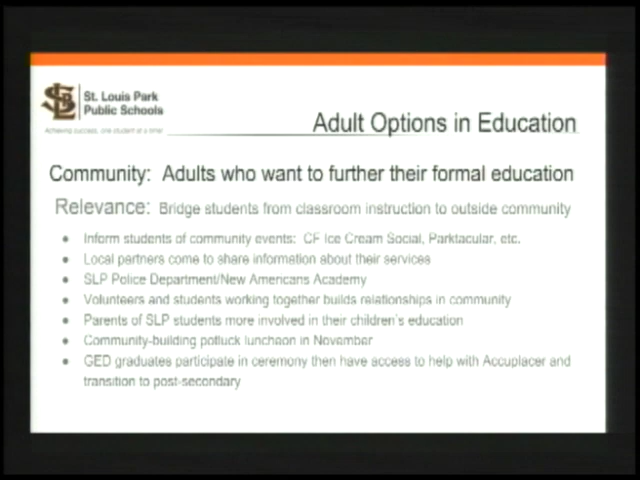 St. Louis Park
Public Schools
Achieving success, one student at a time!
Adult Options in Education
Community: Adults who want to further their formal education
Relevance: Bridge students from classroom instruction to outside community
• Inform students of community events: CF Ice Cream Social, Parktacular, etc.
• Local partners come to share information about their services
• SLP Police Department/New Americans Academy
• Volunteers and students working together builds relationships in community
• Parents of SLP students more involved in their children's education
• Community-building potluck luncheon in November
• GED graduates participate in ceremony then have access to help with Accuplacer and
transition to post-secondary